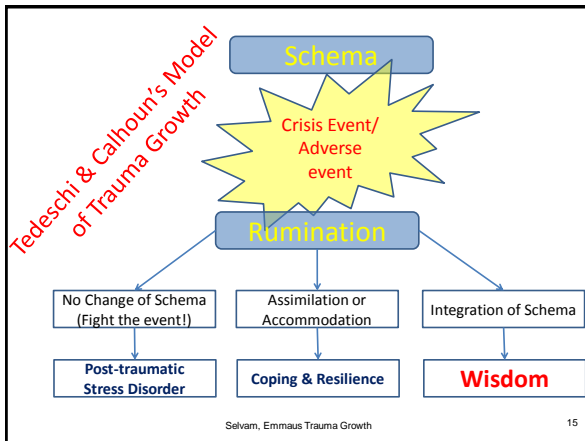 Tedeschi & Calhoun's Model
of Trauma Growth
Schema
Crisis Event/
Adverse
event
Rumination
No Change of Schema
(Fight the event!)
Assimilation or
Accommodation
Integration of Schema
Post-traumatic
Stress Disorder
Coping & Resilience
Wisdom
Selvam, Emmaus Trauma Growth
15